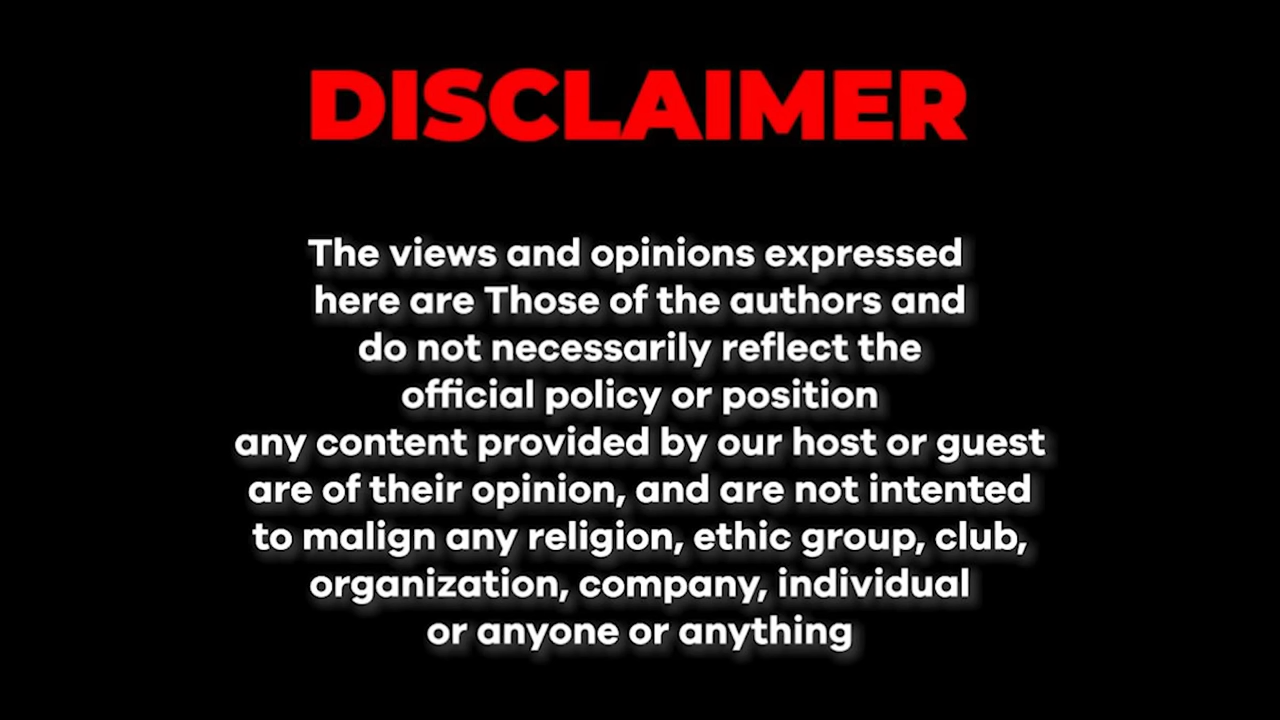 DISCLAIMER
The views and opinions expressed
here are Those of the authors and
do not necessarily reflect the
official policy or position
any content provided by our host or guest
are of their opinion, and are not intented
to malign any religion, ethic group, club,
organization, company, individual
or anyone or anything